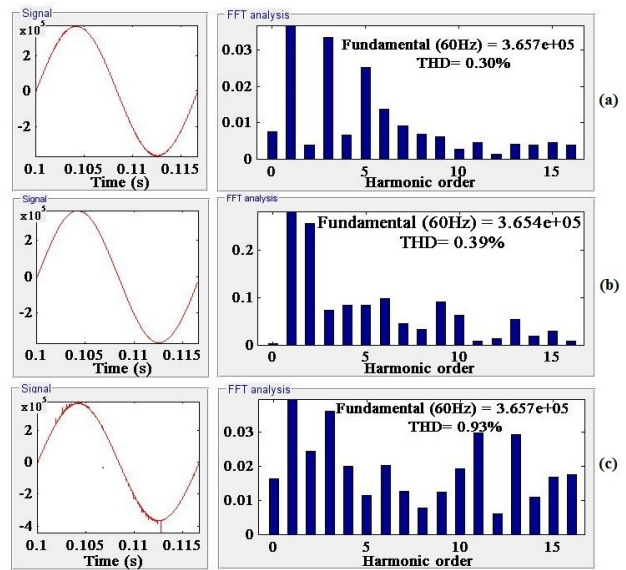 Signal
x10^5
2
0
-2
0.1
0.105
0.11
0.115
Time (s)
FFT analysis
Fundamental (60Hz) = 3.657e+05
THD= 0.30%
0.03
0.02
0.01
0
0
5
10
15
Harmonic order
(a)
Signal
x10^5
2
0
-2
0.1
0.105
0.11
0.115
Time (s)
FFT analysis
Fundamental (60Hz) = 3.654e+05
THD= 0.39%
0.2
0.1
0
0
5
10
15
Harmonic order
(b)
Signal
x10^5
2
0
-2
-4
0.1
0.105
0.11
0.115
Time (s)
FFT analysis
Fundamental (60Hz) = 3.657e+05
THD= 0.93%
0.03
0.02
0.01
0
0
5
10
15
Harmonic order
(c)